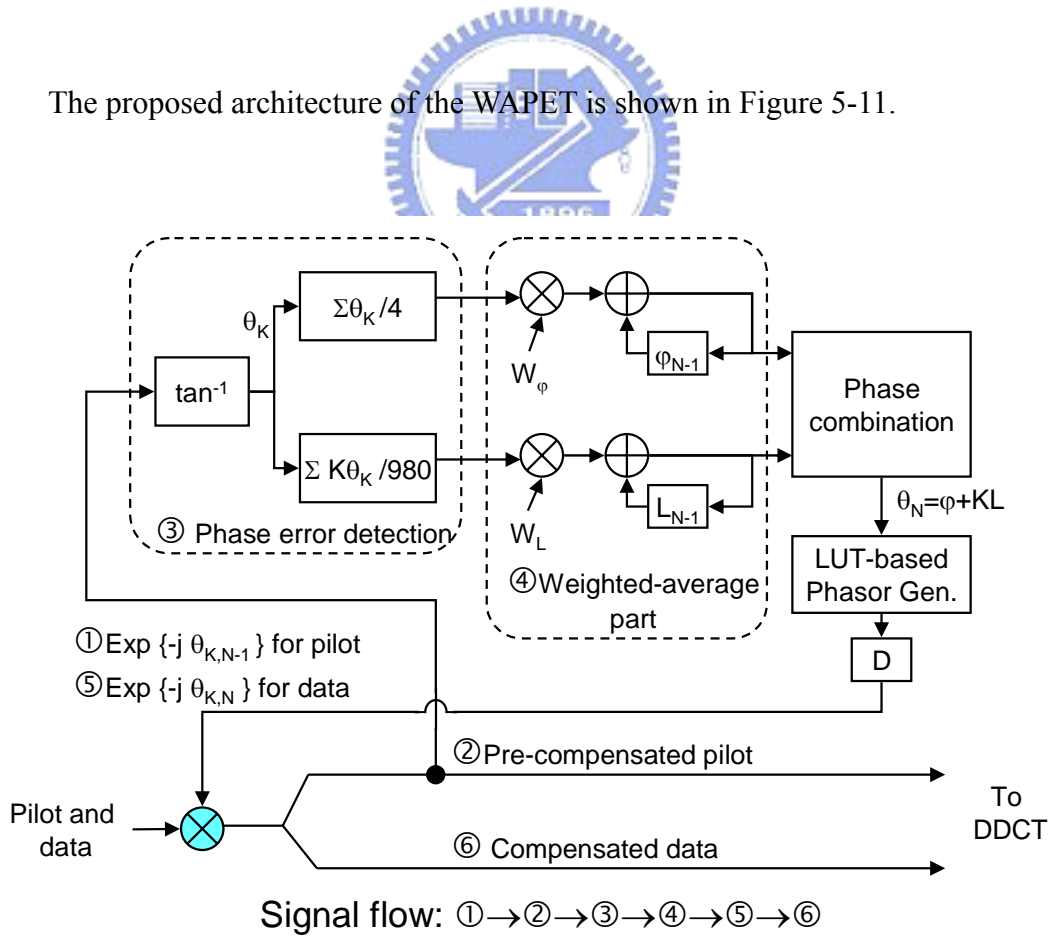 The proposed architecture of the WAPET is shown in Figure 5-11.
1896
θK
ΣθK /4
tan-1
Σ KθK /980
③ Phase error detection
Wφ
φN-1
WL
LN-1
④Weighted-average
part
Phase
combination
θN=φ+KL
LUT-based
Phasor Gen.
D
①Exp {-j θK,N-1 } for pilot
⑤Exp {-j θK,N } for data
②Pre-compensated pilot
Pilot and
data
⑥ Compensated data
To
DDCT
Signal flow: ①→②→③→④→⑤→⑥